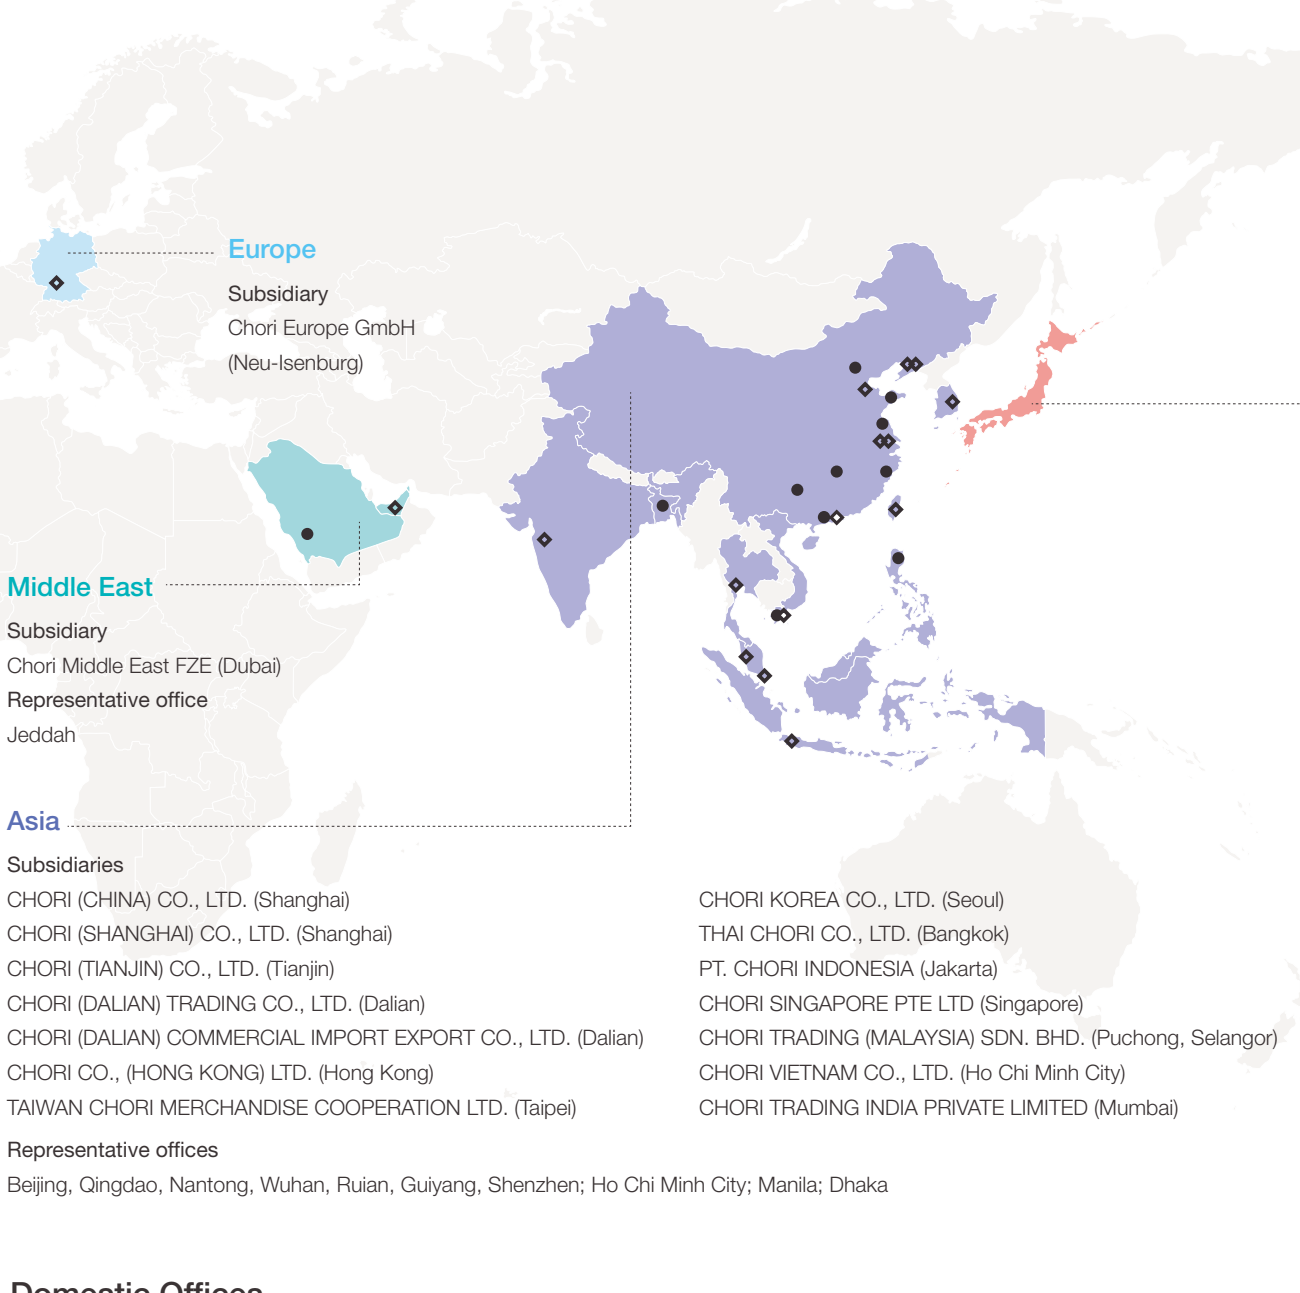 Europe
Subsidiary
Chori Europe GmbH
(Neu-Isenburg)
Middle East
Subsidiary
Chori Middle East FZE (Dubai)
Representative office
Jeddah
Asia
Subsidiaries
CHORI (CHINA) CO., LTD. (Shanghai)
CHORI (SHANGHAI) CO., LTD. (Shanghai)
CHORI (TIANJIN) CO., LTD. (Tianjin)
CHORI (DALIAN) TRADING CO., LTD. (Dalian)
CHORI (DALIAN) COMMERCIAL IMPORT EXPORT CO., LTD. (Dalian)
CHORI CO., (HONG KONG) LTD. (Hong Kong)
TAIWAN CHORI MERCHANDISE COOPERATION LTD. (Taipei)
CHORI KOREA CO., LTD. (Seoul)
THAI CHORI CO., LTD. (Bangkok)
PT. CHORI INDONESIA (Jakarta)
CHORI SINGAPORE PTE LTD (Singapore)
CHORI TRADING (MALAYSIA) SDN. BHD. (Puchong, Selangor)
CHORI VIETNAM CO., LTD. (Ho Chi Minh City)
CHORI TRADING INDIA PRIVATE LIMITED (Mumbai)
Representative offices
Beijing, Qingdao, Nantong, Wuhan, Ruian, Guiyang, Shenzhen; Ho Chi Minh City; Manila; Dhaka
Domestic Offices